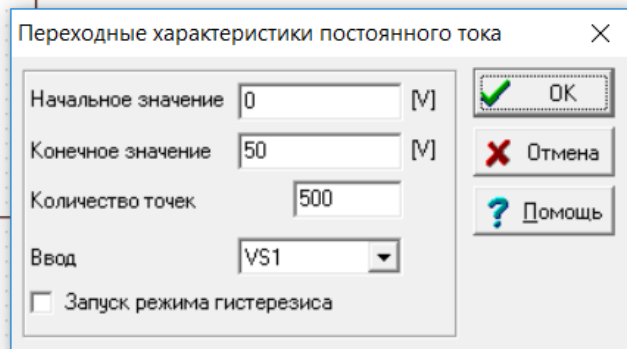 Переходные характеристики постоянного тока
Начальное значение 0 [V] OK
Конечное значение 50 [V] Отмена
Количество точек 500 Помощь
Ввод VS1
Запуск режима гистерезиса